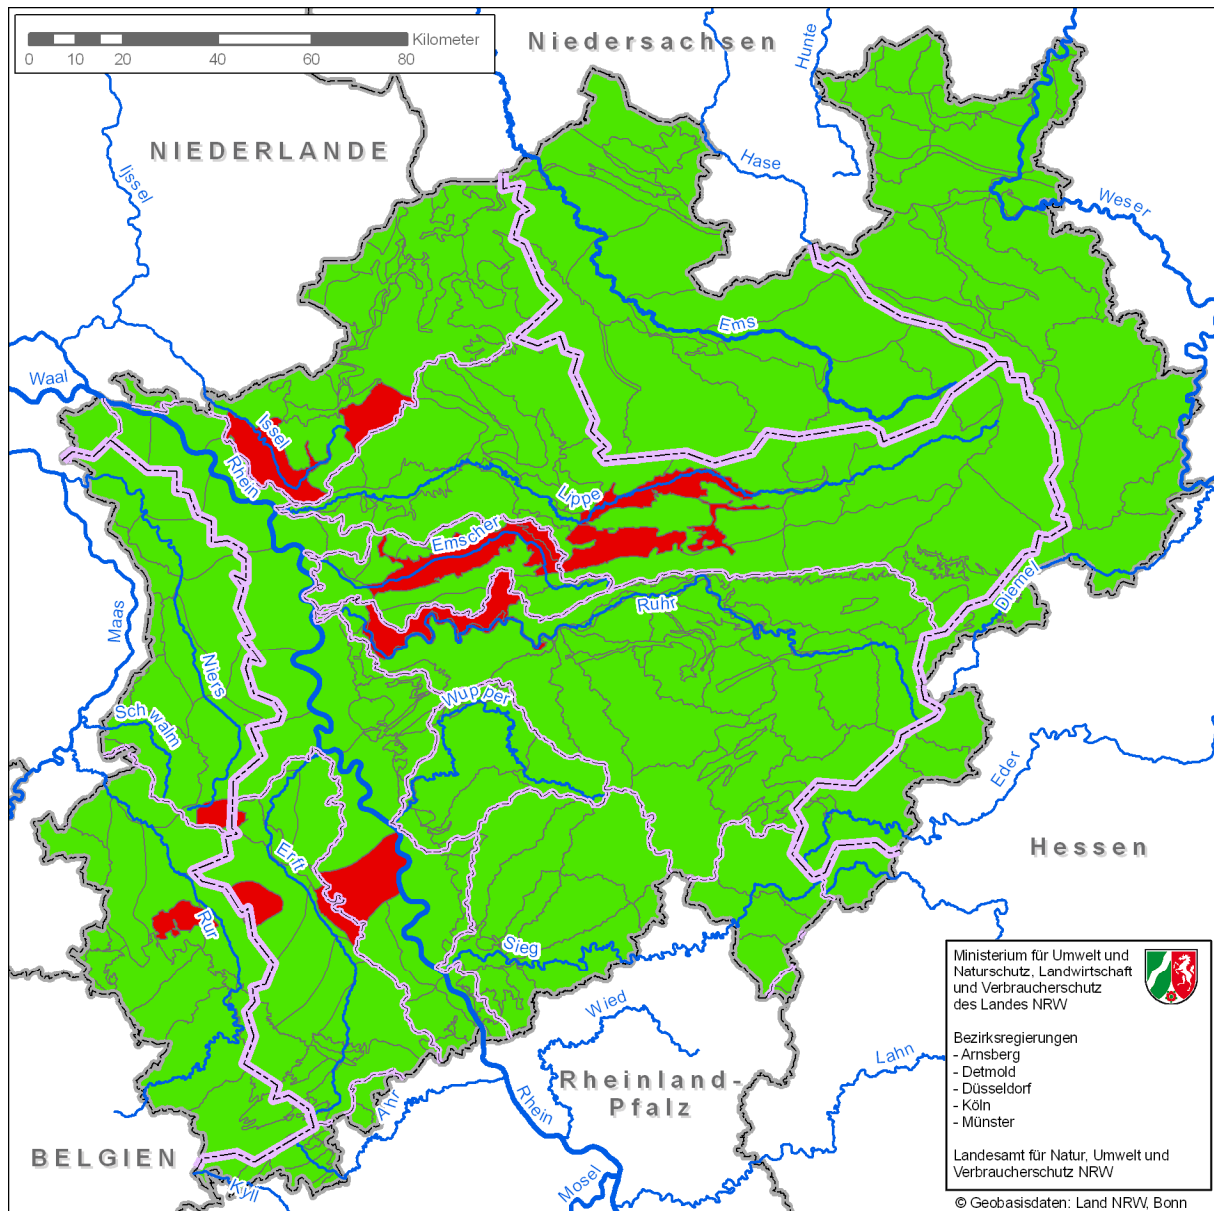 Kilometer
0 10 20 40 60 80
Niedersachsen
Hunte
NIEDERLANDE
Hase
Ijssel
Weser
Ems
Waal
Issel
Rhein
Lippe
Emscher
Diemel
Maas
Ruhr
Niers
Wupper
Schwalm
Eder
Erft
Hessen
Rur
Sieg
Wied
Lahn
Rheinland-
Pfalz
Rhein
Ahr
BELGIEN
Kyll
Mosel
Ministerium für Umwelt und
Naturschutz, Landwirtschaft
und Verbraucherschutz
des Landes NRW
Bezirksregierungen
- Arnsberg
- Detmold
- Düsseldorf
- Köln
- Münster
Landesamt für Natur, Umwelt und
Verbraucherschutz NRW
© Geobasisdaten: Land NRW, Bonn